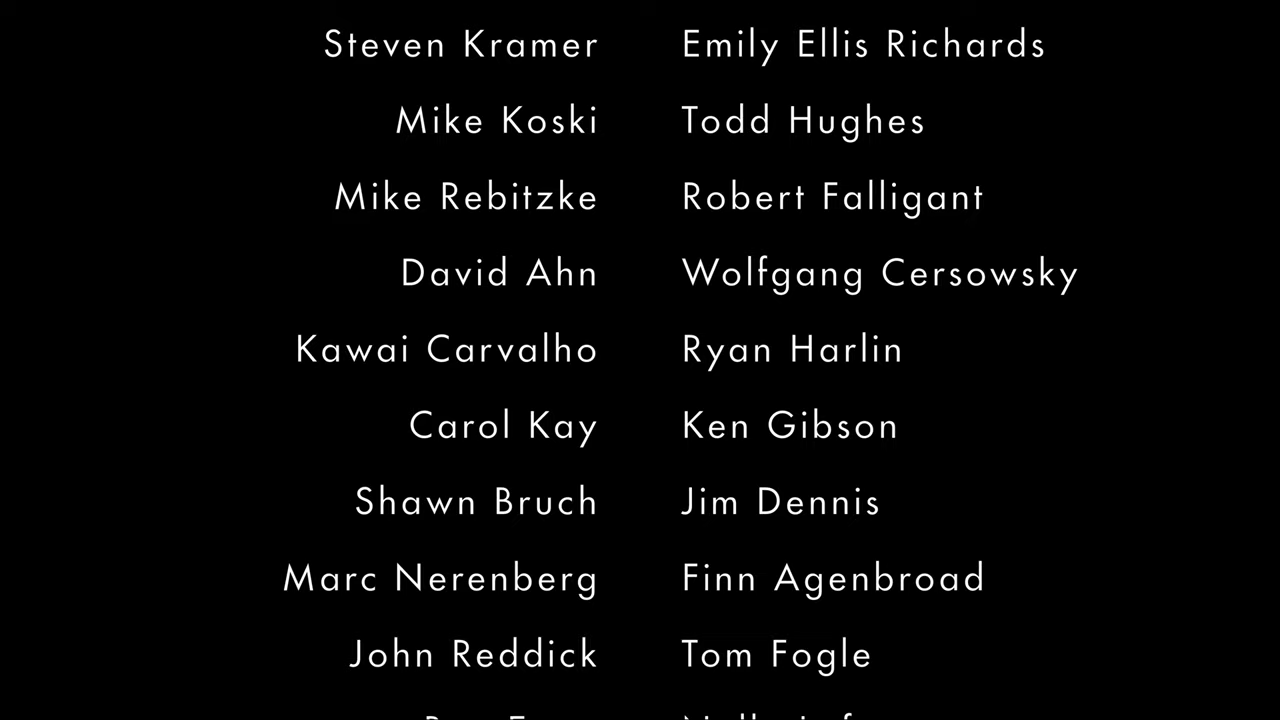 Steven Kramer Emily Ellis Richards
Mike Koski Todd Hughes
Mike Rebitzke Robert Falligant
David Ahn Wolfgang Cersowsky
Kawai Carvalho Ryan Harlin
Carol Kay Ken Gibson
Shawn Bruch Jim Dennis
Marc Nerenberg Finn Agenbroad
John Reddick Tom Fogle